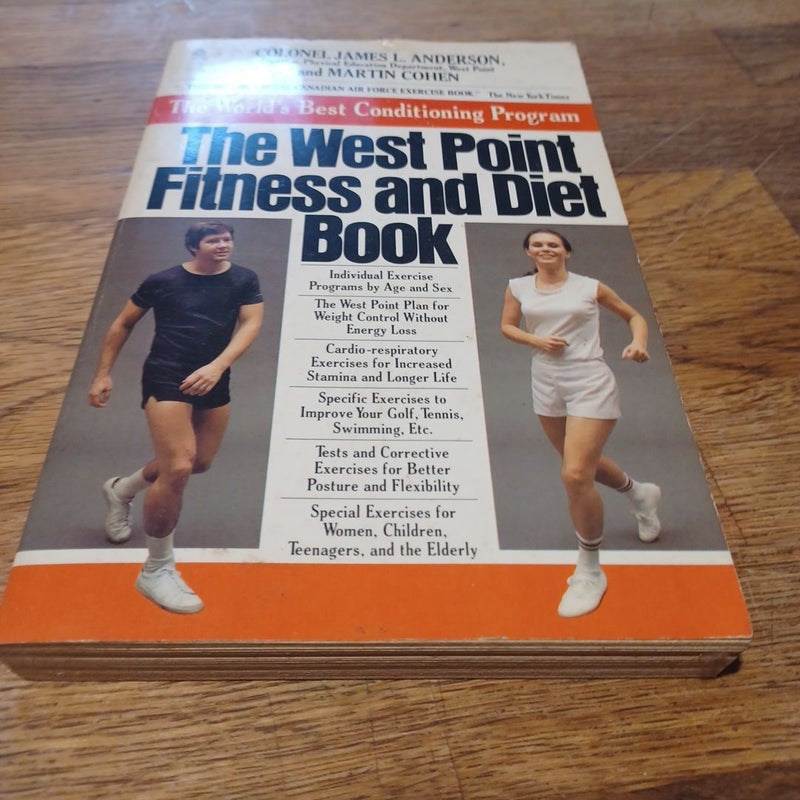 COLONEL JAMES L. ANDERSON,
Physical Education Department, West Point
and MARTIN COHEN
CANADIAN AIR FORCE EXERCISE BOOK" The New York Times
The World's Best Conditioning Program
The West Point
Fitness and Diet
Book
Individual Exercise
Programs by Age and Sex
The West Point Plan for
Weight Control Without
Energy Loss
Cardio-respiratory
Exercises for Increased
Stamina and Longer Life
Specific Exercises to
Improve Your Golf, Tennis,
Swimming, Etc.
Tests and Corrective
Exercises for Better
Posture and Flexibility
Special Exercises for
Women, Children,
Teenagers, and the Elderly